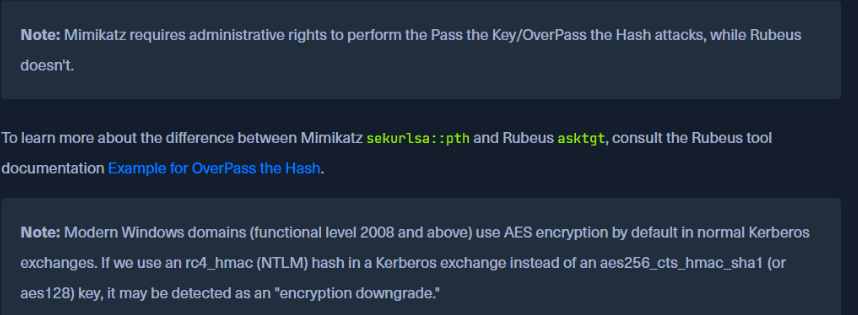 Note: Mimikatz requires administrative rights to perform the Pass the Key/OverPass the Hash attacks, while Rubeus
doesn't.
To learn more about the difference between Mimikatz sekurlsa::pth and Rubeus asktgt, consult the Rubeus tool
documentation Example for OverPass the Hash.
Note: Modern Windows domains (functional level 2008 and above) use AES encryption by default in normal Kerberos
exchanges. If we use an rc4_hmac (NTLM) hash in a Kerberos exchange instead of an aes256_cts_hmac_sha1 (or
aes128) key, it may be detected as an "encryption downgrade."